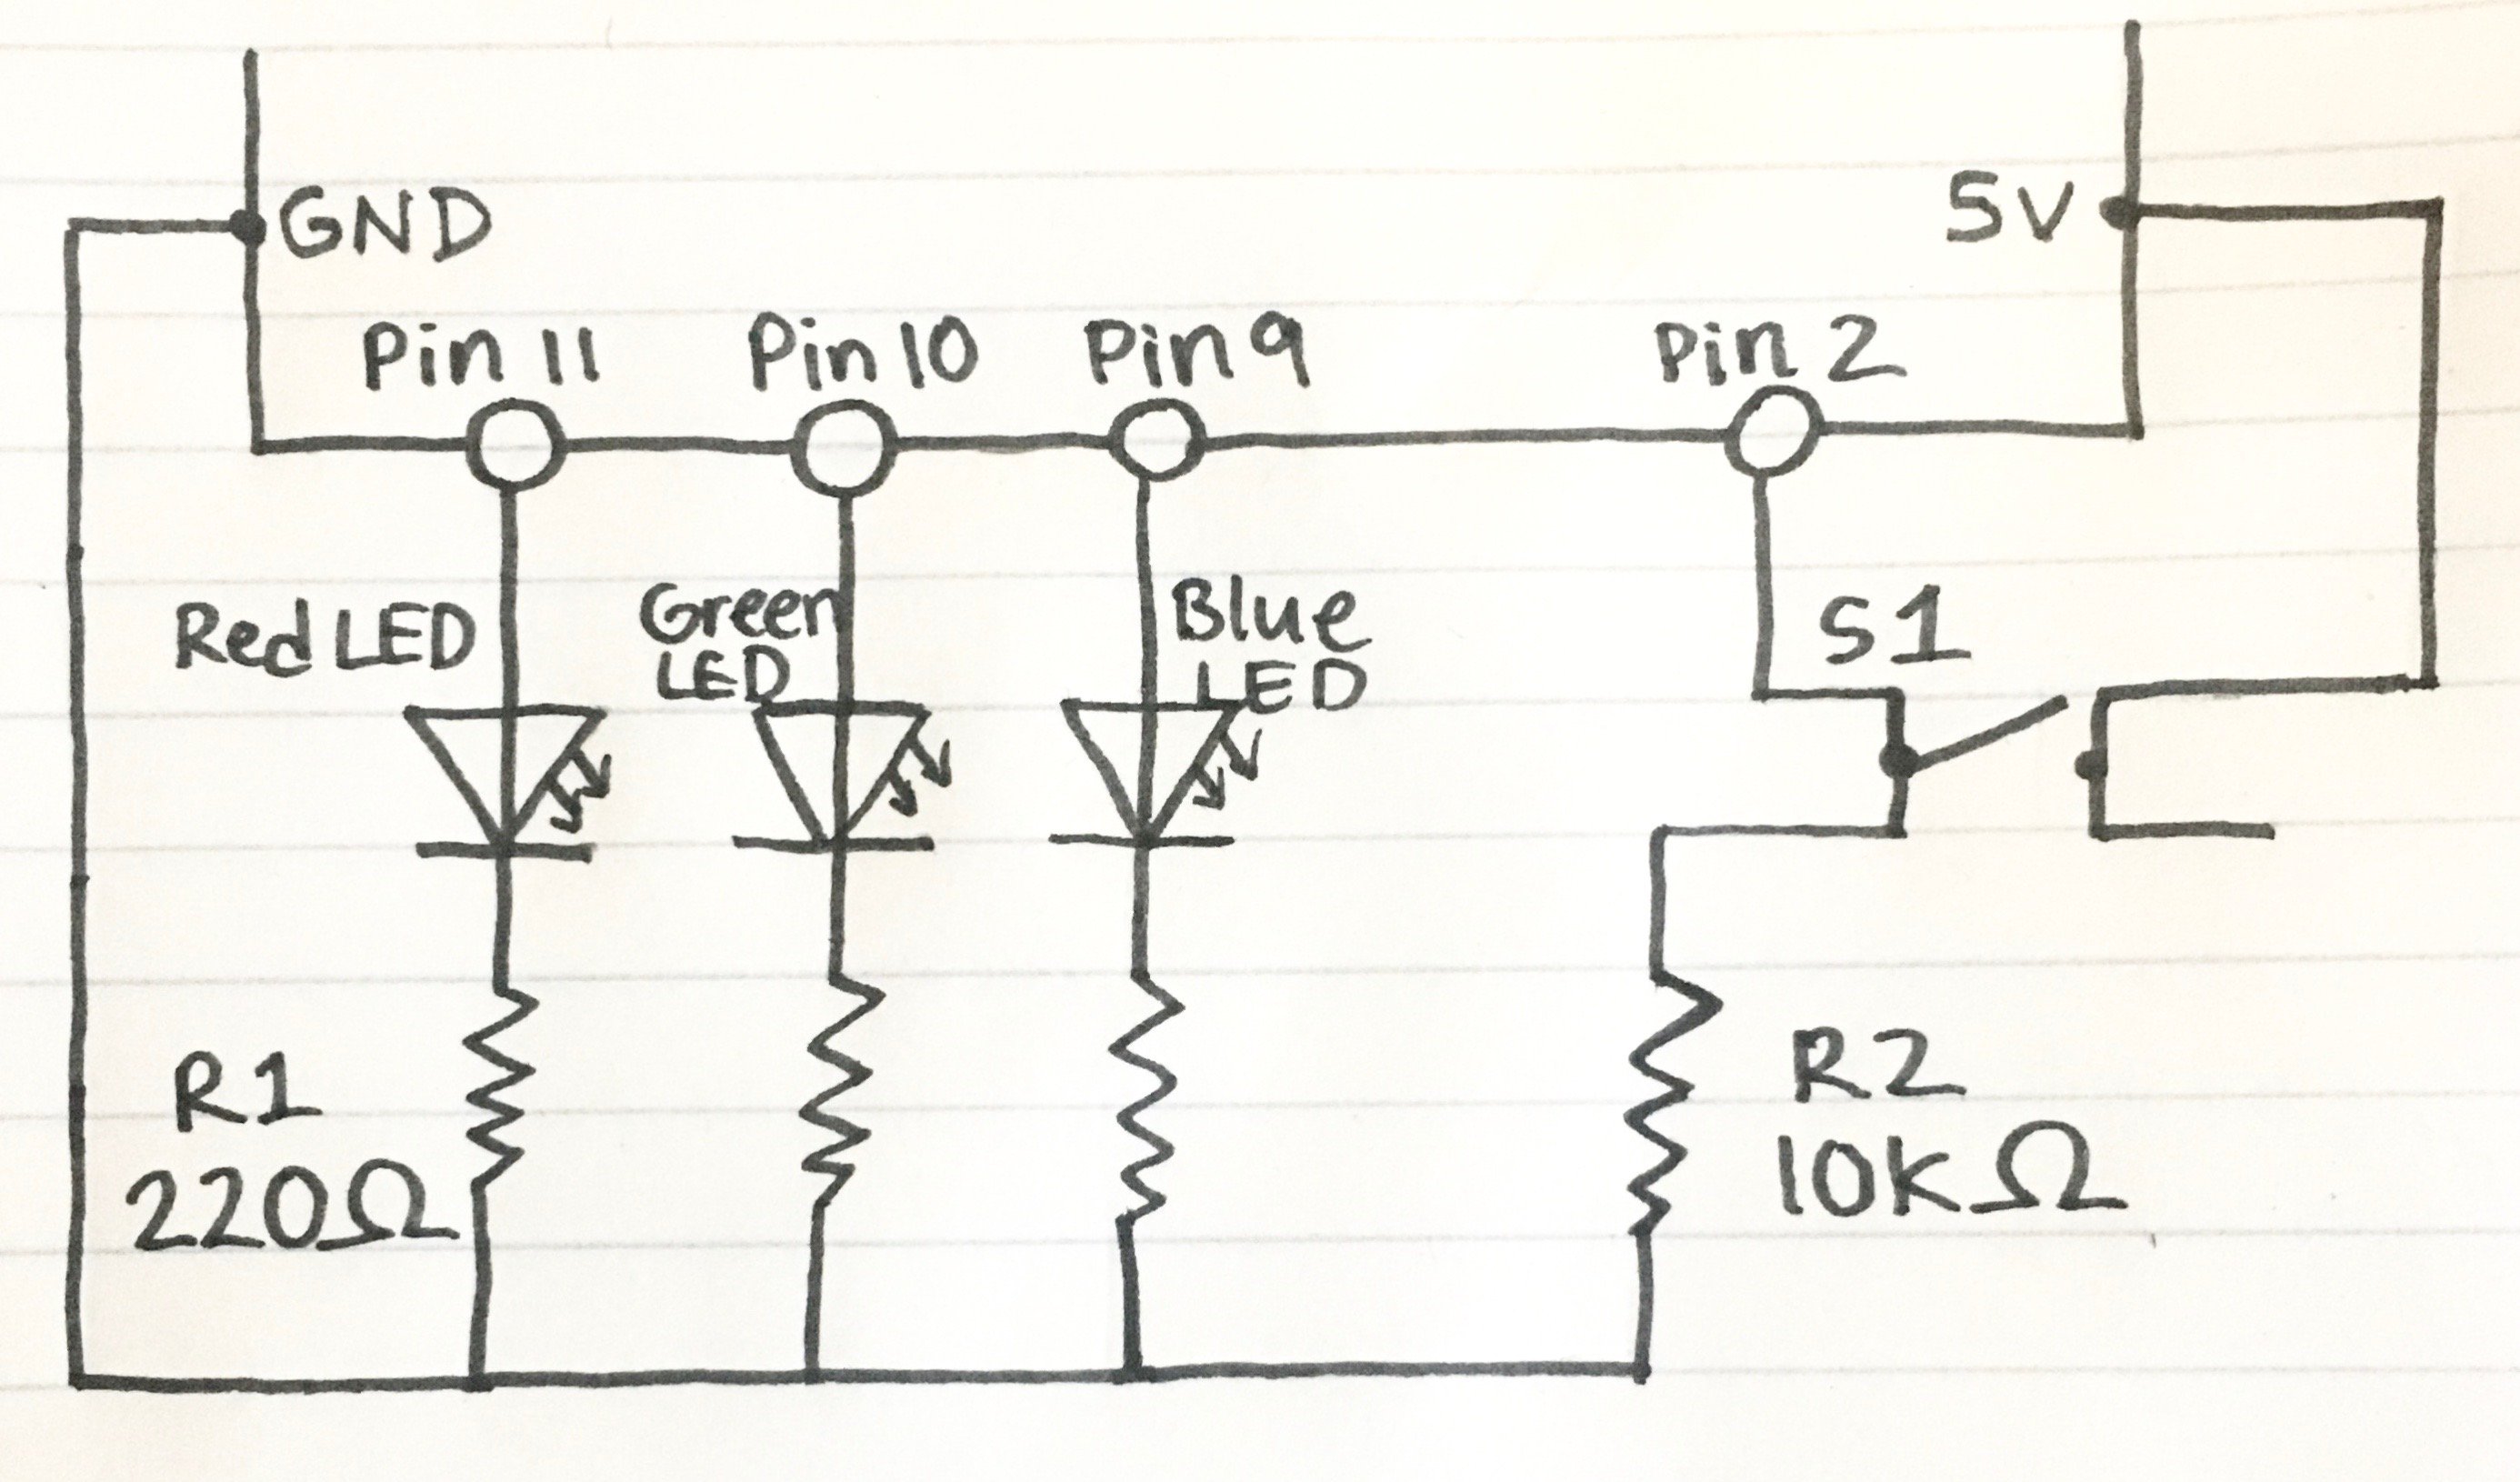 GND
5V
Pin 11
Pin 10
Pin 9
Pin 2
Red LED
Green
LED
Blue
LED
S1
R1
220Ω
R2
10KΩ